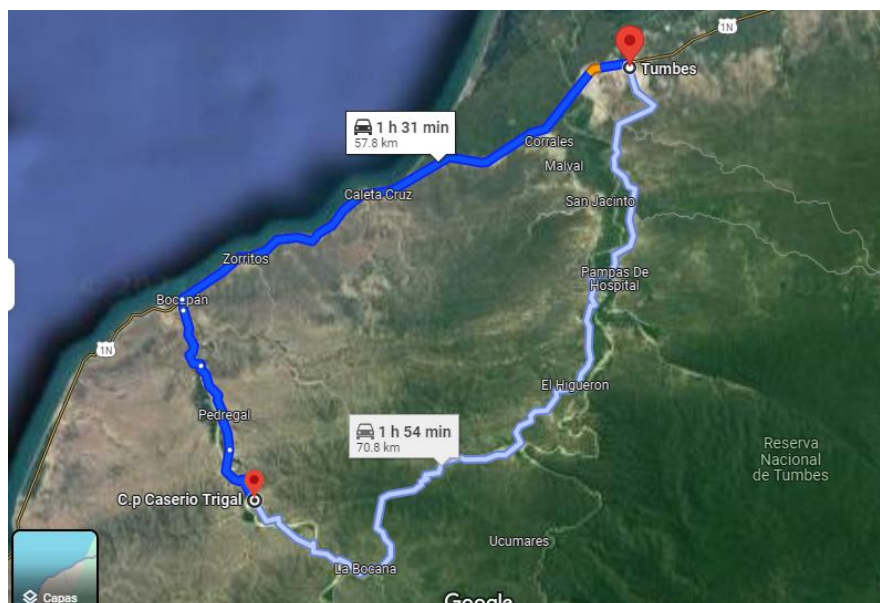 1N
Tumbes
1 h 31 min
57.8 km
Corrales
Malval
Caleta Cruz
San Jacinto
Zorritos
Pampas De
Hospital
Bocapán
1N
El Higueron
Pedregal
1 h 54 min
70.8 km
Reserva
Nacional
de Tumbes
C.p Caserio Trigal
Ucumares
La Bocana
Capas
Google